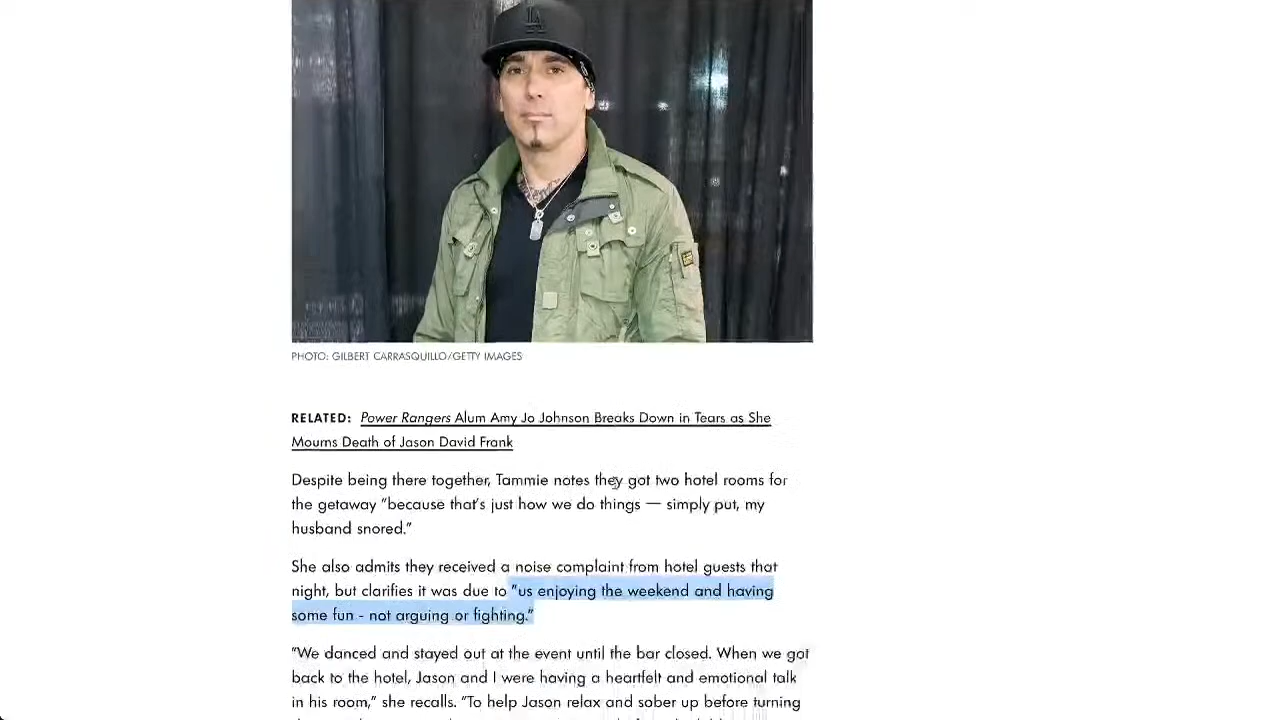 LA
PHOTO: GILBERT CARRASQUILLO/GETTY IMAGES
RELATED: Power Rangers Alum Amy Jo Johnson Breaks Down in Tears as She
Mourns Death of Jason David Frank
Despite being there together, Tammie notes they got two hotel rooms for
the getaway "because that's just how we do things — simply put, my
husband snored."
She also admits they received a noise complaint from hotel guests that
night, but clarifies it was due to "us enjoying the weekend and having
some fun - not arguing or fighting."
"We danced and stayed out at the event until the bar closed. When we got
back to the hotel, Jason and I were having a heartfelt and emotional talk
in his room," she recalls. "To help Jason relax and sober up before turning